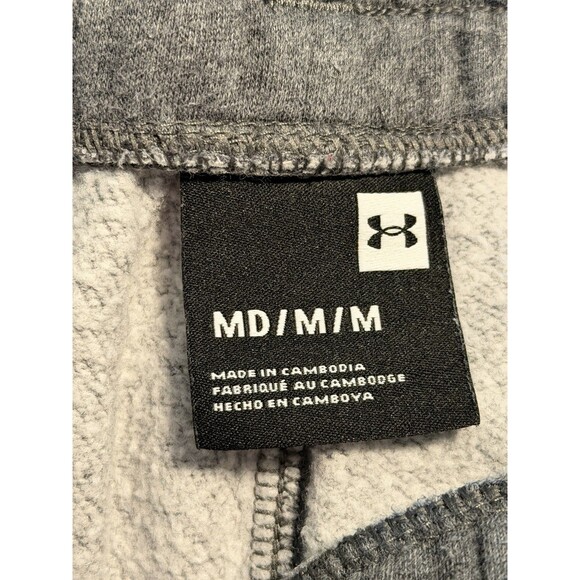 MD/M/M
MADE IN CAMBODIA
FABRIQUÉ AU CAMBODGE
HECHO EN CAMBOYA